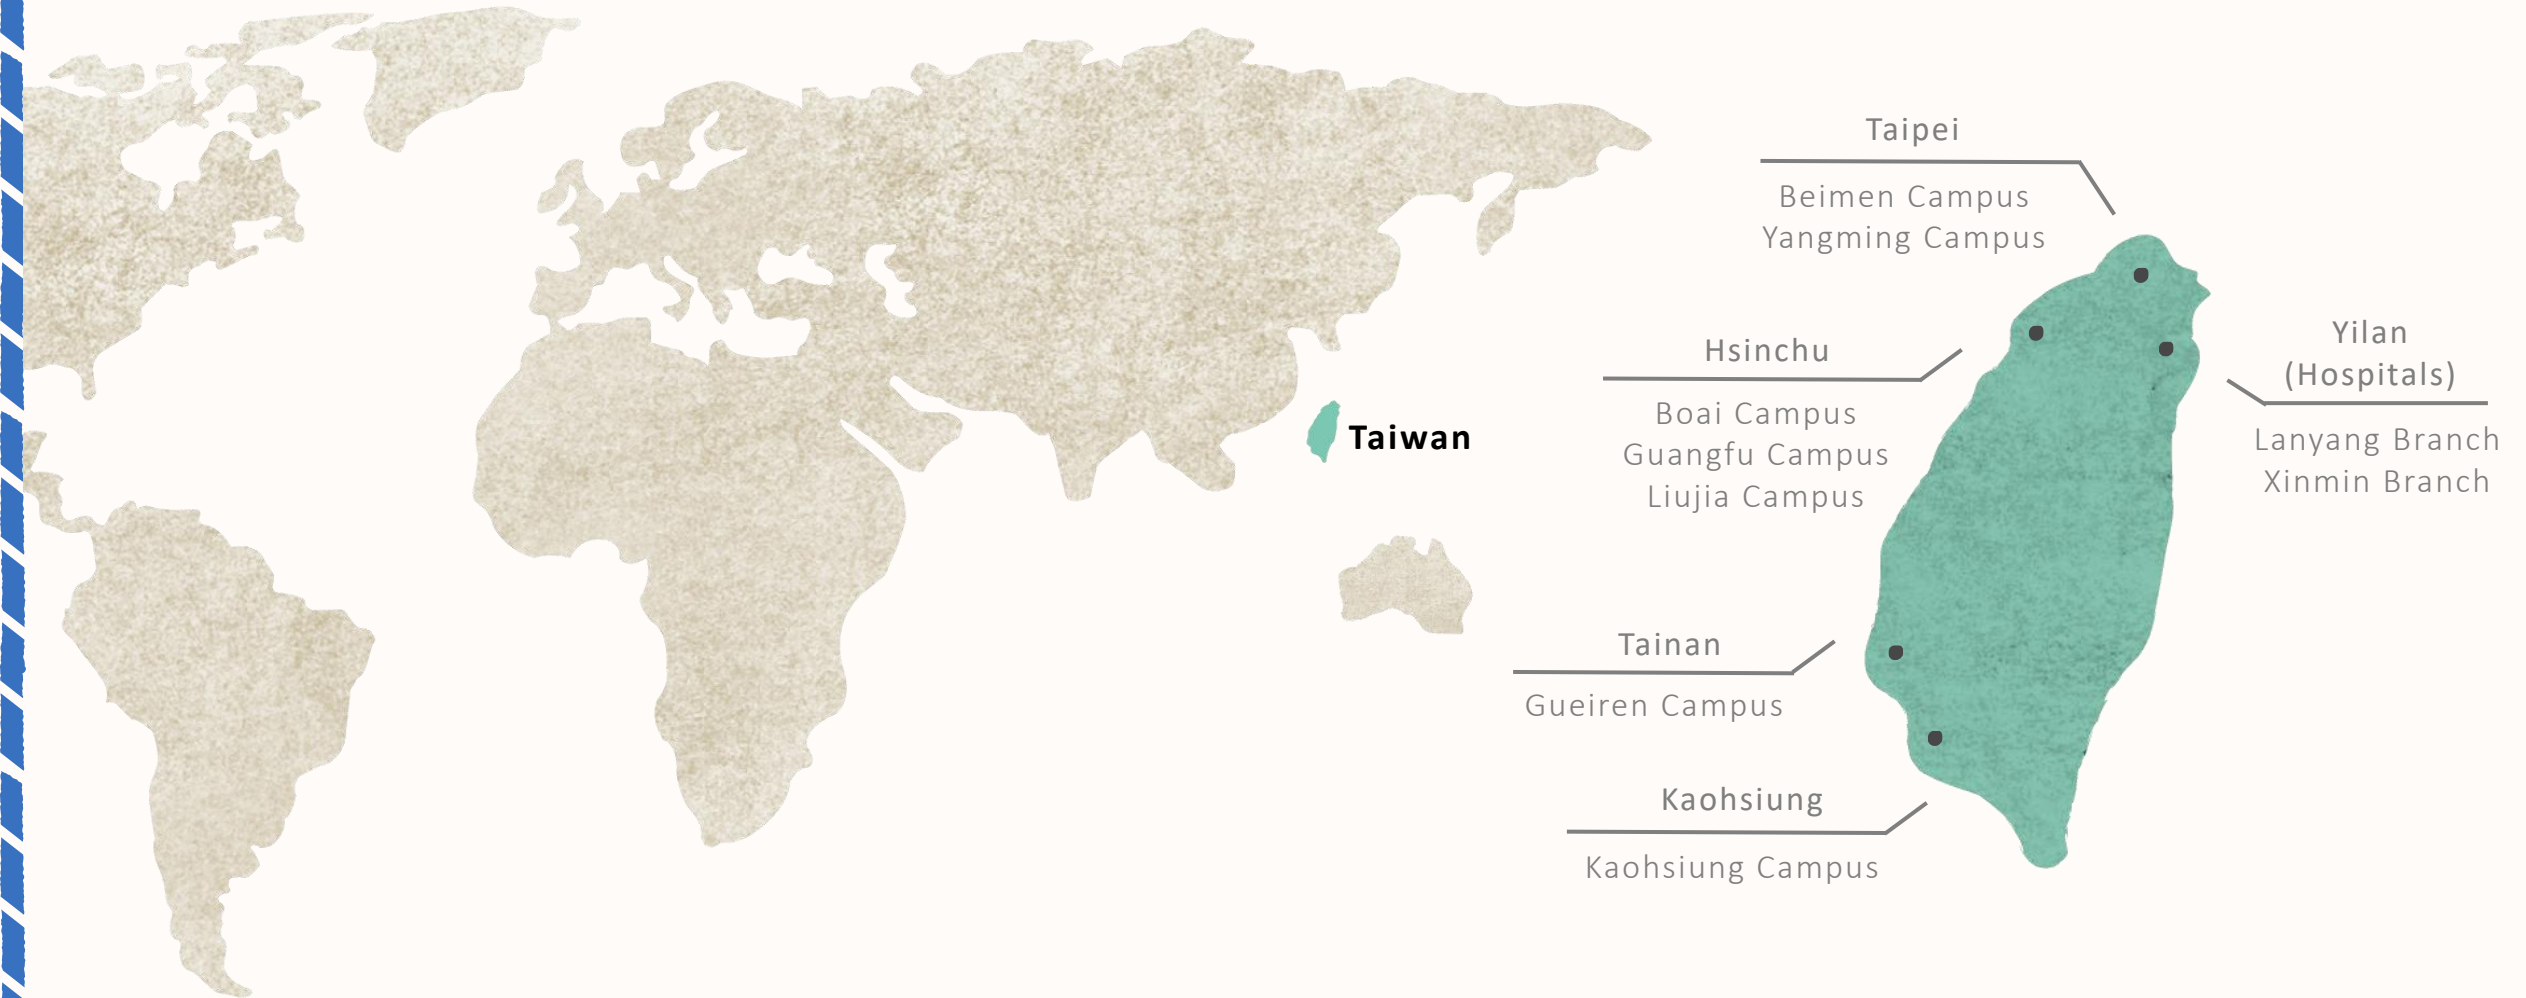 Taiwan
Taipei
Beimen Campus
Yangming Campus
Hsinchu
Boai Campus
Guangfu Campus
Liujia Campus
Yilan
(Hospitals)
Lanyang Branch
Xinmin Branch
Tainan
Gueiren Campus
Kaohsiung
Kaohsiung Campus